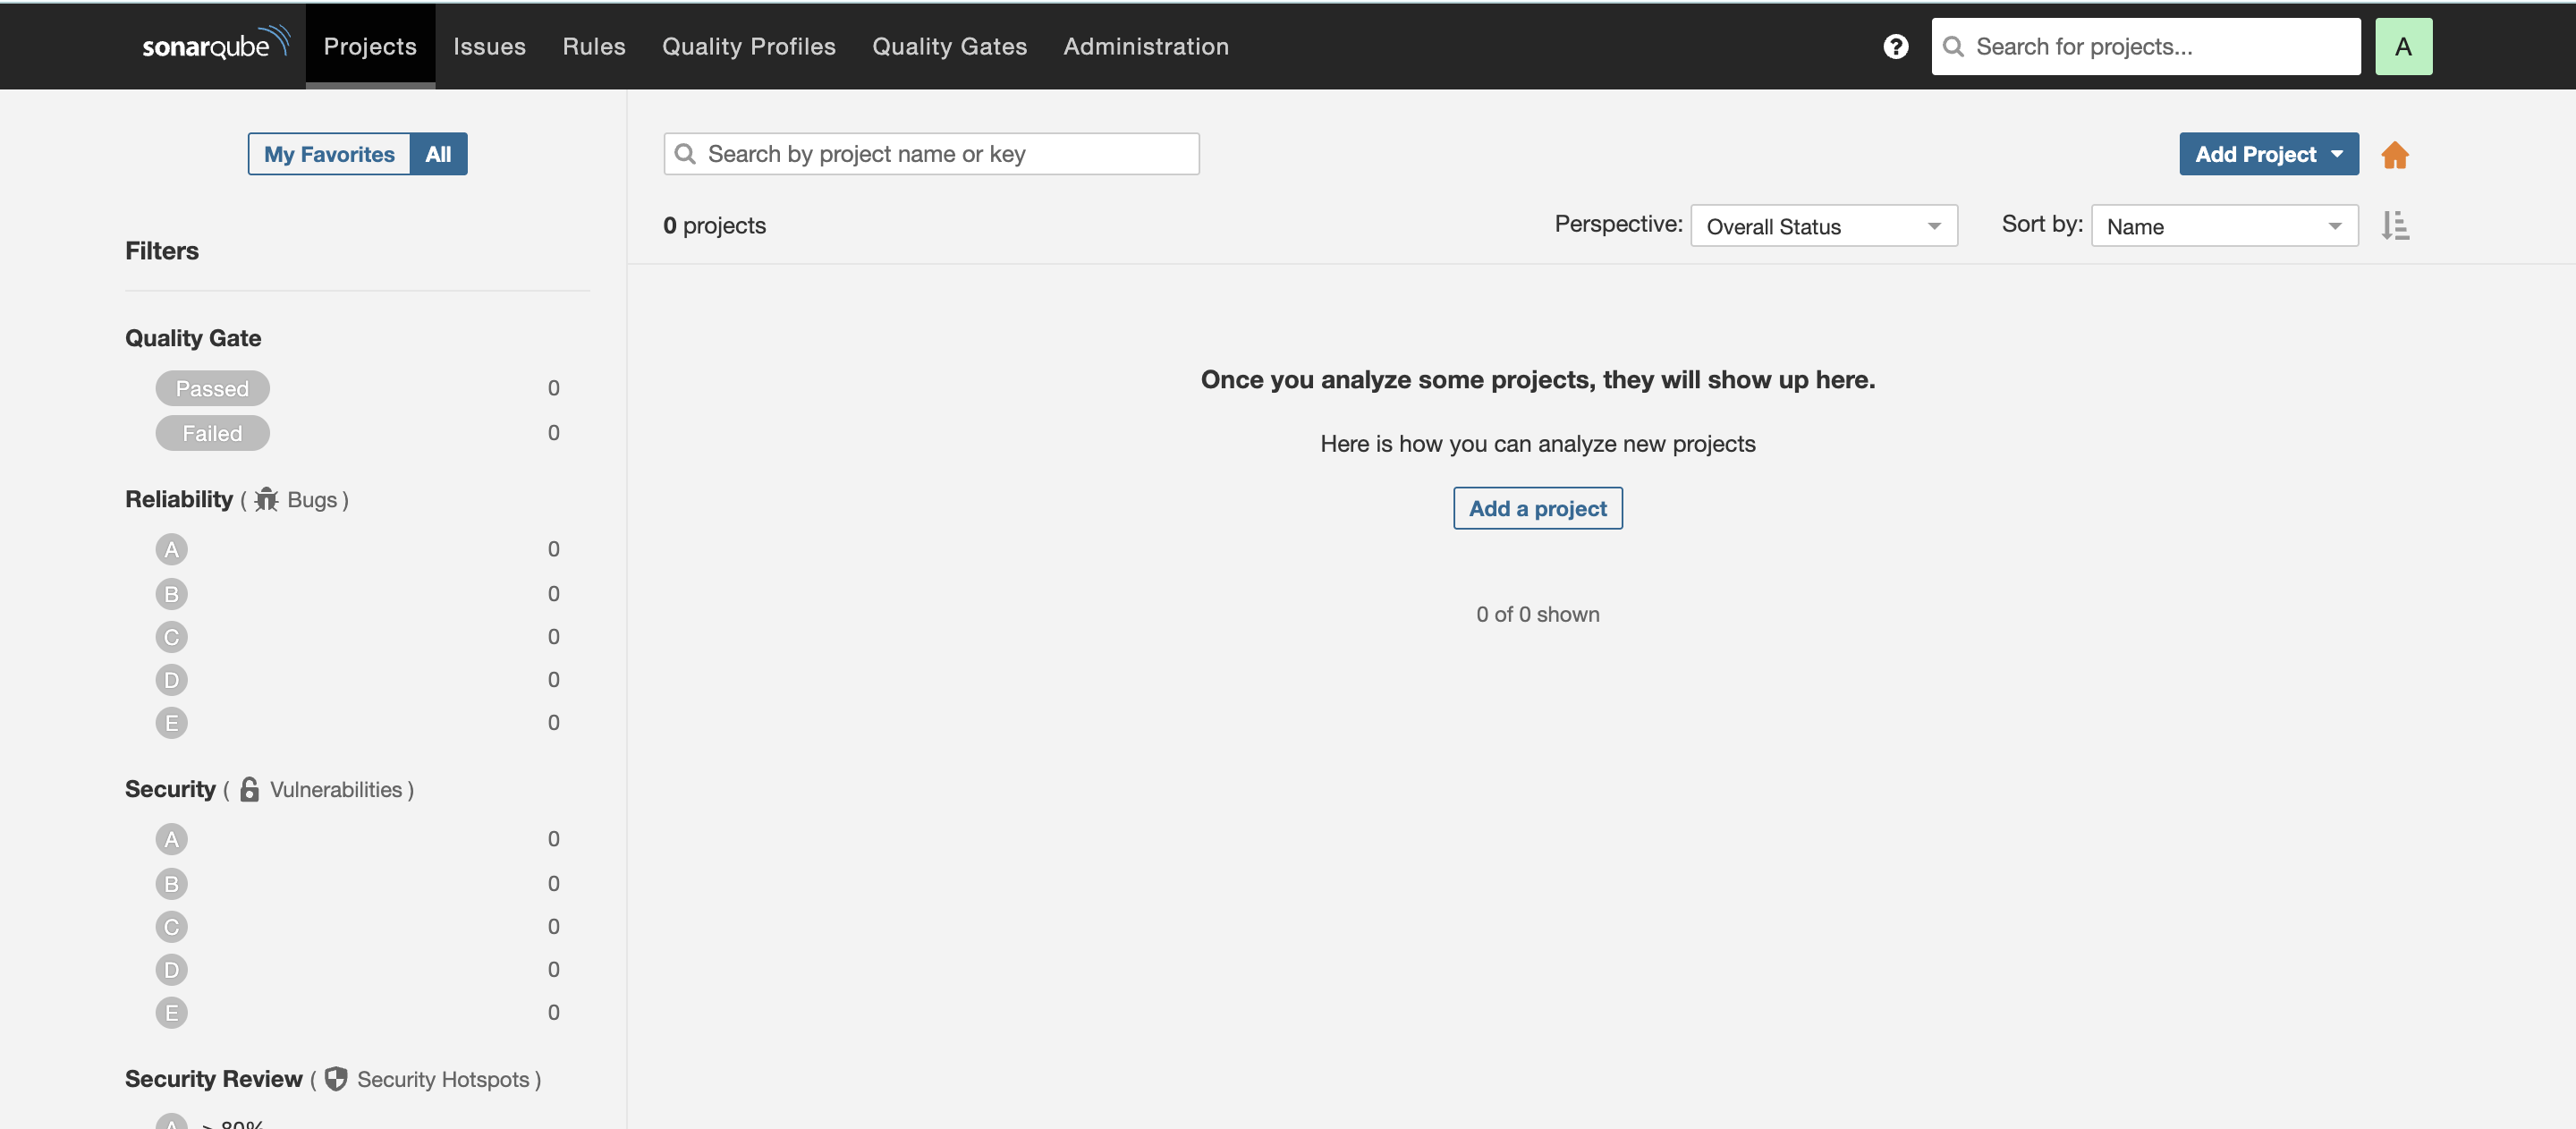 sonarqube Projects Issues Rules Quality Profiles Quality Gates Administration ? Search for projects... A
My Favorites All
Search by project name or key Add Project
0 projects Perspective: Overall Status Sort by: Name
Filters
Quality Gate
Passed 0
Failed 0
Reliability ( Bugs )
A 0
B 0
C 0
D 0
E 0
Security ( Vulnerabilities )
A 0
B 0
C 0
D 0
E 0
Security Review ( Security Hotspots )
A ≥ 80%
Once you analyze some projects, they will show up here.
Here is how you can analyze new projects
Add a project
0 of 0 shown